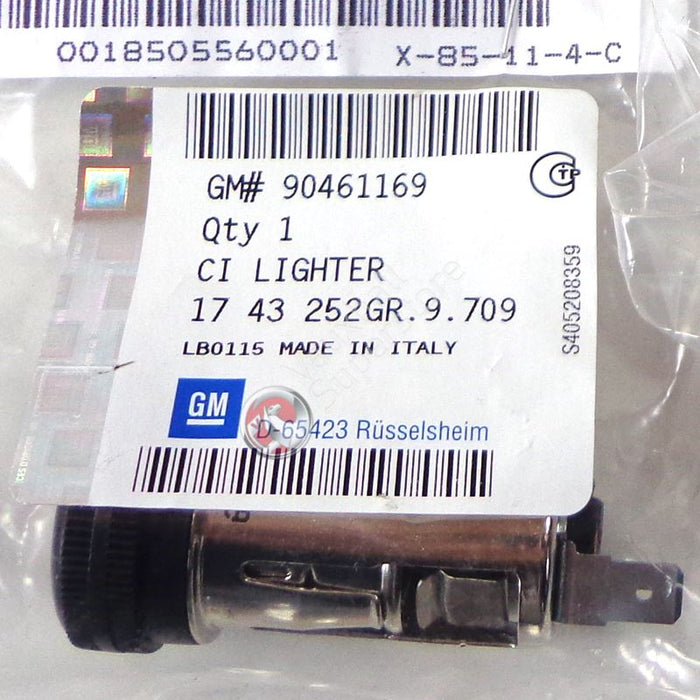 0018505560001 X-85-11-4-C
GM# 90461169
Qty 1
CI LIGHTER
17 43 252GR.9.709
LB0115 MADE IN ITALY
GM
D-65423 Rüsselsheim
S405208359